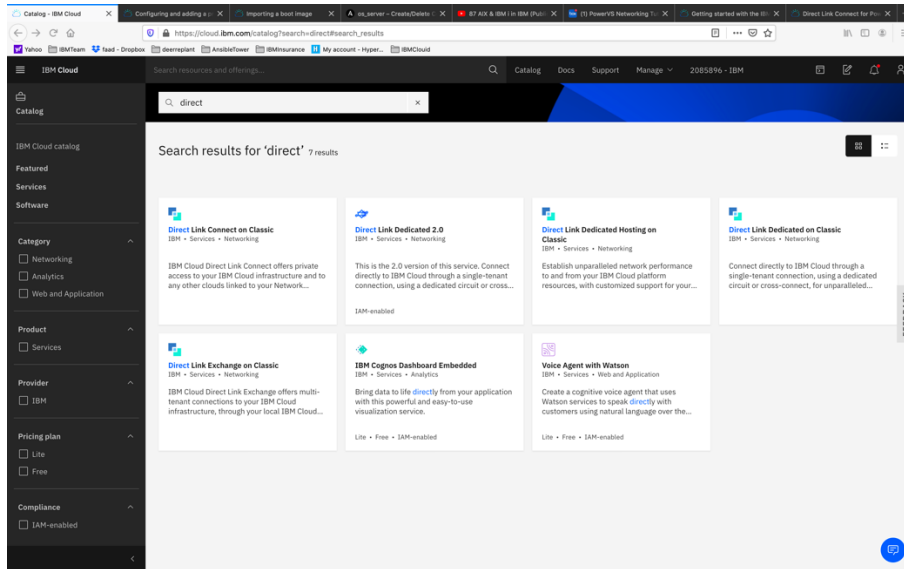 Catalog - IBM Cloud
Configuring and adding a p
Importing a boot image
os_server – Create/Delete
87 AIX & IBM i in IBM (Publi
(1) PowerVS Networking Tu
Getting started with the IB
Direct Link Connect for Po
https://cloud.ibm.com/catalog?search=direct#search_results
Yahoo IBMTeam faad - Dropbox deerreplant AnsibleTower IBMInsurance My account - Hyper... IBMClouid
IBM Cloud
Search resources and offerings...
Catalog Docs Support Manage 2085896 - IBM
Catalog
direct
IBM Cloud catalog
Featured
Services
Software
Category
Networking
Analytics
Web and Application
Product
Services
Provider
IBM
Pricing plan
Lite
Free
Compliance
IAM-enabled
Search results for ‘direct’ 7 results
Direct Link Connect on Classic
IBM • Services • Networking
IBM Cloud Direct Link Connect offers private
access to your IBM Cloud infrastructure and to
any other clouds linked to your Network...
Direct Link Dedicated 2.0
IBM • Services • Networking
This is the 2.0 version of this service. Connect
directly to IBM Cloud through a single-tenant
connection, using a dedicated circuit or cross...
IAM-enabled
Direct Link Dedicated Hosting on
Classic
IBM • Services • Networking
Establish unparalleled network performance
to and from your IBM Cloud platform
resources, with customized support for your...
Direct Link Dedicated on Classic
IBM • Services • Networking
Connect directly to IBM Cloud through a
single-tenant connection, using a dedicated
circuit or cross-connect, for unparalleled...
Direct Link Exchange on Classic
IBM • Services • Networking
IBM Cloud Direct Link Exchange offers multi-
tenant connections to your IBM Cloud
infrastructure, through your local IBM Cloud...
IBM Cognos Dashboard Embedded
IBM • Services • Analytics
Bring data to life directly from your application
with this powerful and easy-to-use
visualization service.
Lite • Free • IAM-enabled
Voice Agent with Watson
IBM • Services • Web and Application
Create a cognitive voice agent that uses
Watson services to speak directly with
customers using natural language over the...
Lite • Free • IAM-enabled